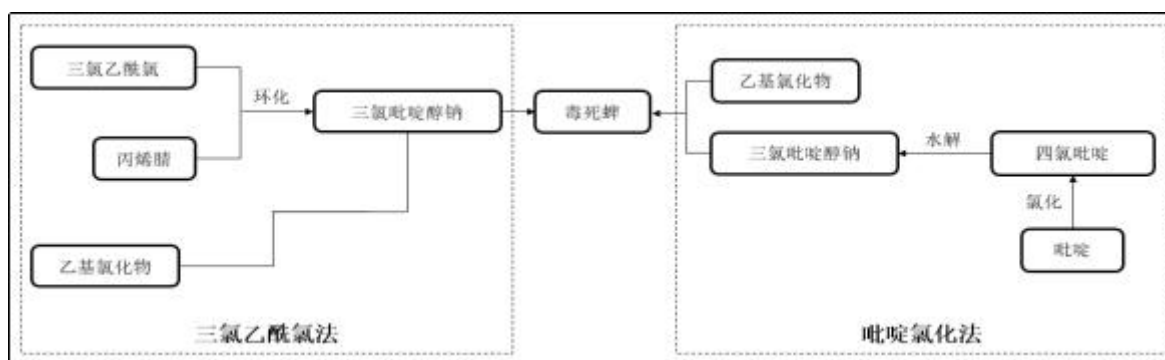 三氯乙酰氯
丙烯腈
环化
三氯吡啶醇钠
乙基氯化物
三氯乙酰氯法
毒死蜱
乙基氯化物
三氯吡啶醇钠
水解
四氯吡啶
氯化
吡啶
吡啶氯化法